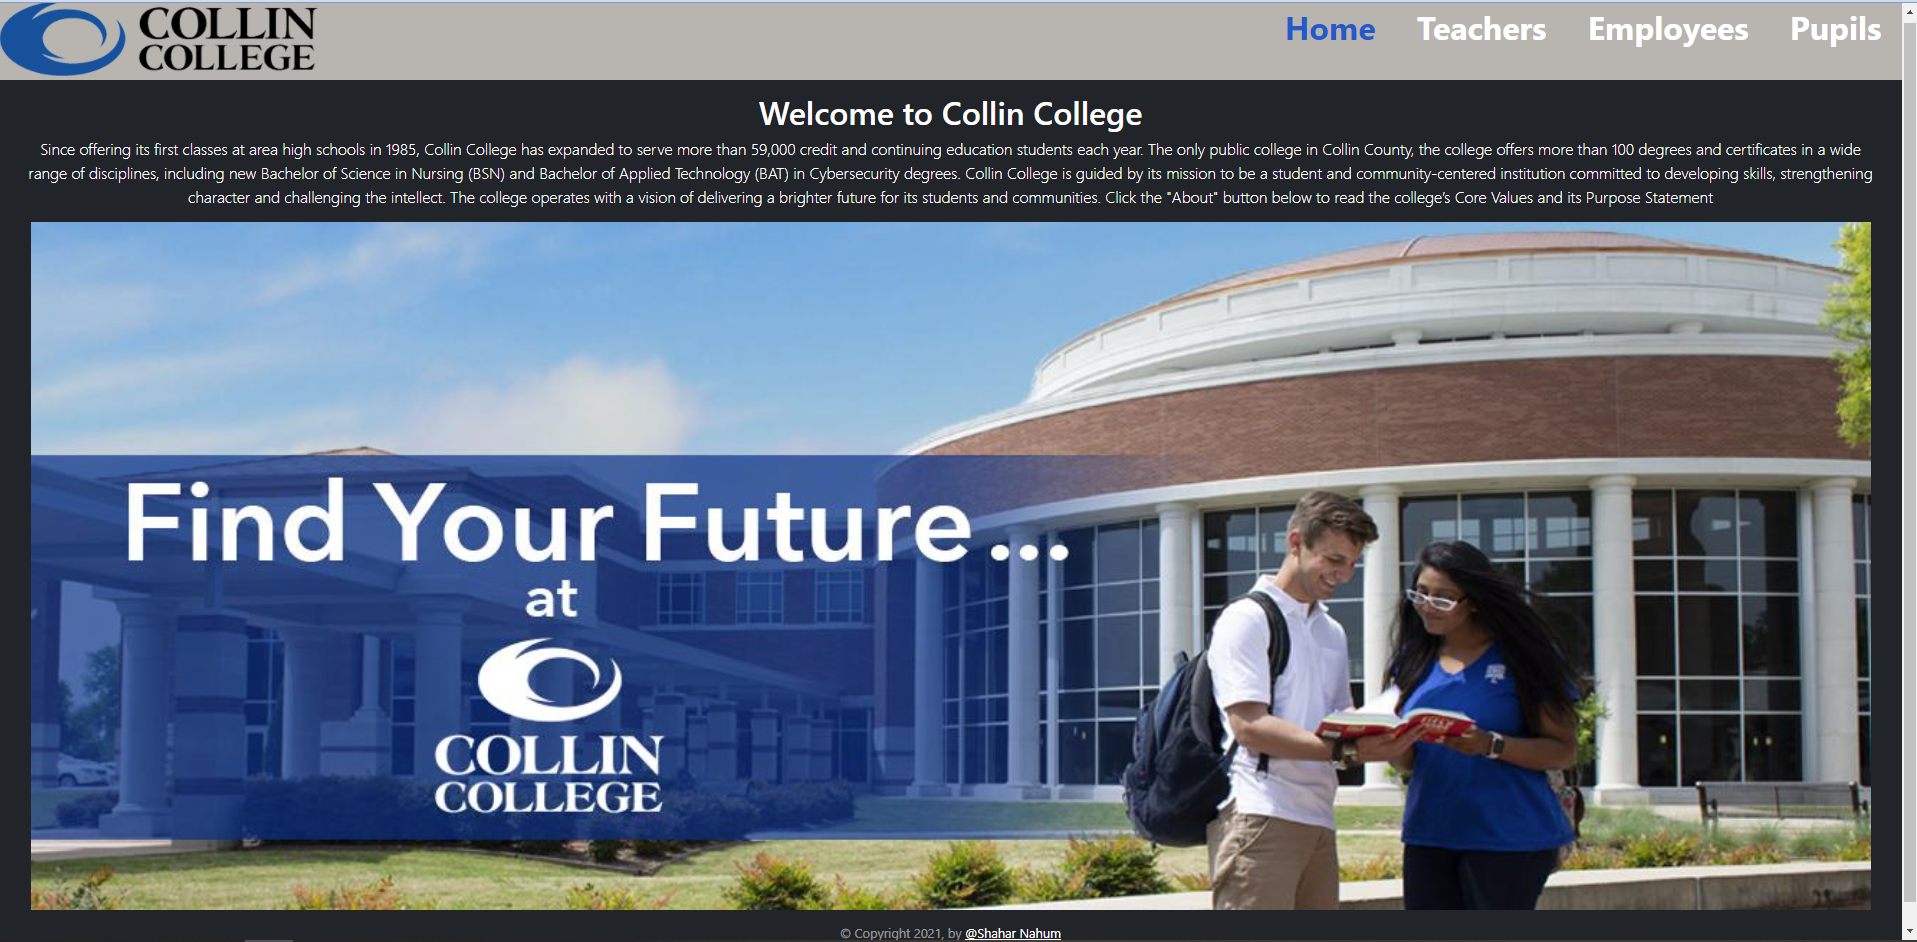 COLLIN
COLLEGE
Home Teachers Employees Pupils
Welcome to Collin College
Since offering its first classes at area high schools in 1985, Collin College has expanded to serve more than 59,000 credit and continuing education students each year. The only public college in Collin County, the college offers more than 100 degrees and certificates in a wide
range of disciplines, including new Bachelor of Science in Nursing (BSN) and Bachelor of Applied Technology (BAT) in Cybersecurity degrees. Collin College is guided by its mission to be a student and community-centered institution committed to developing skills, strengthening
character and challenging the intellect. The college operates with a vision of delivering a brighter future for its students and communities. Click the "About" button below to read the college’s Core Values and its Purpose Statement
Find Your Future...
at
COLLIN
COLLEGE
© Copyright 2021, by @Shahar Nahum